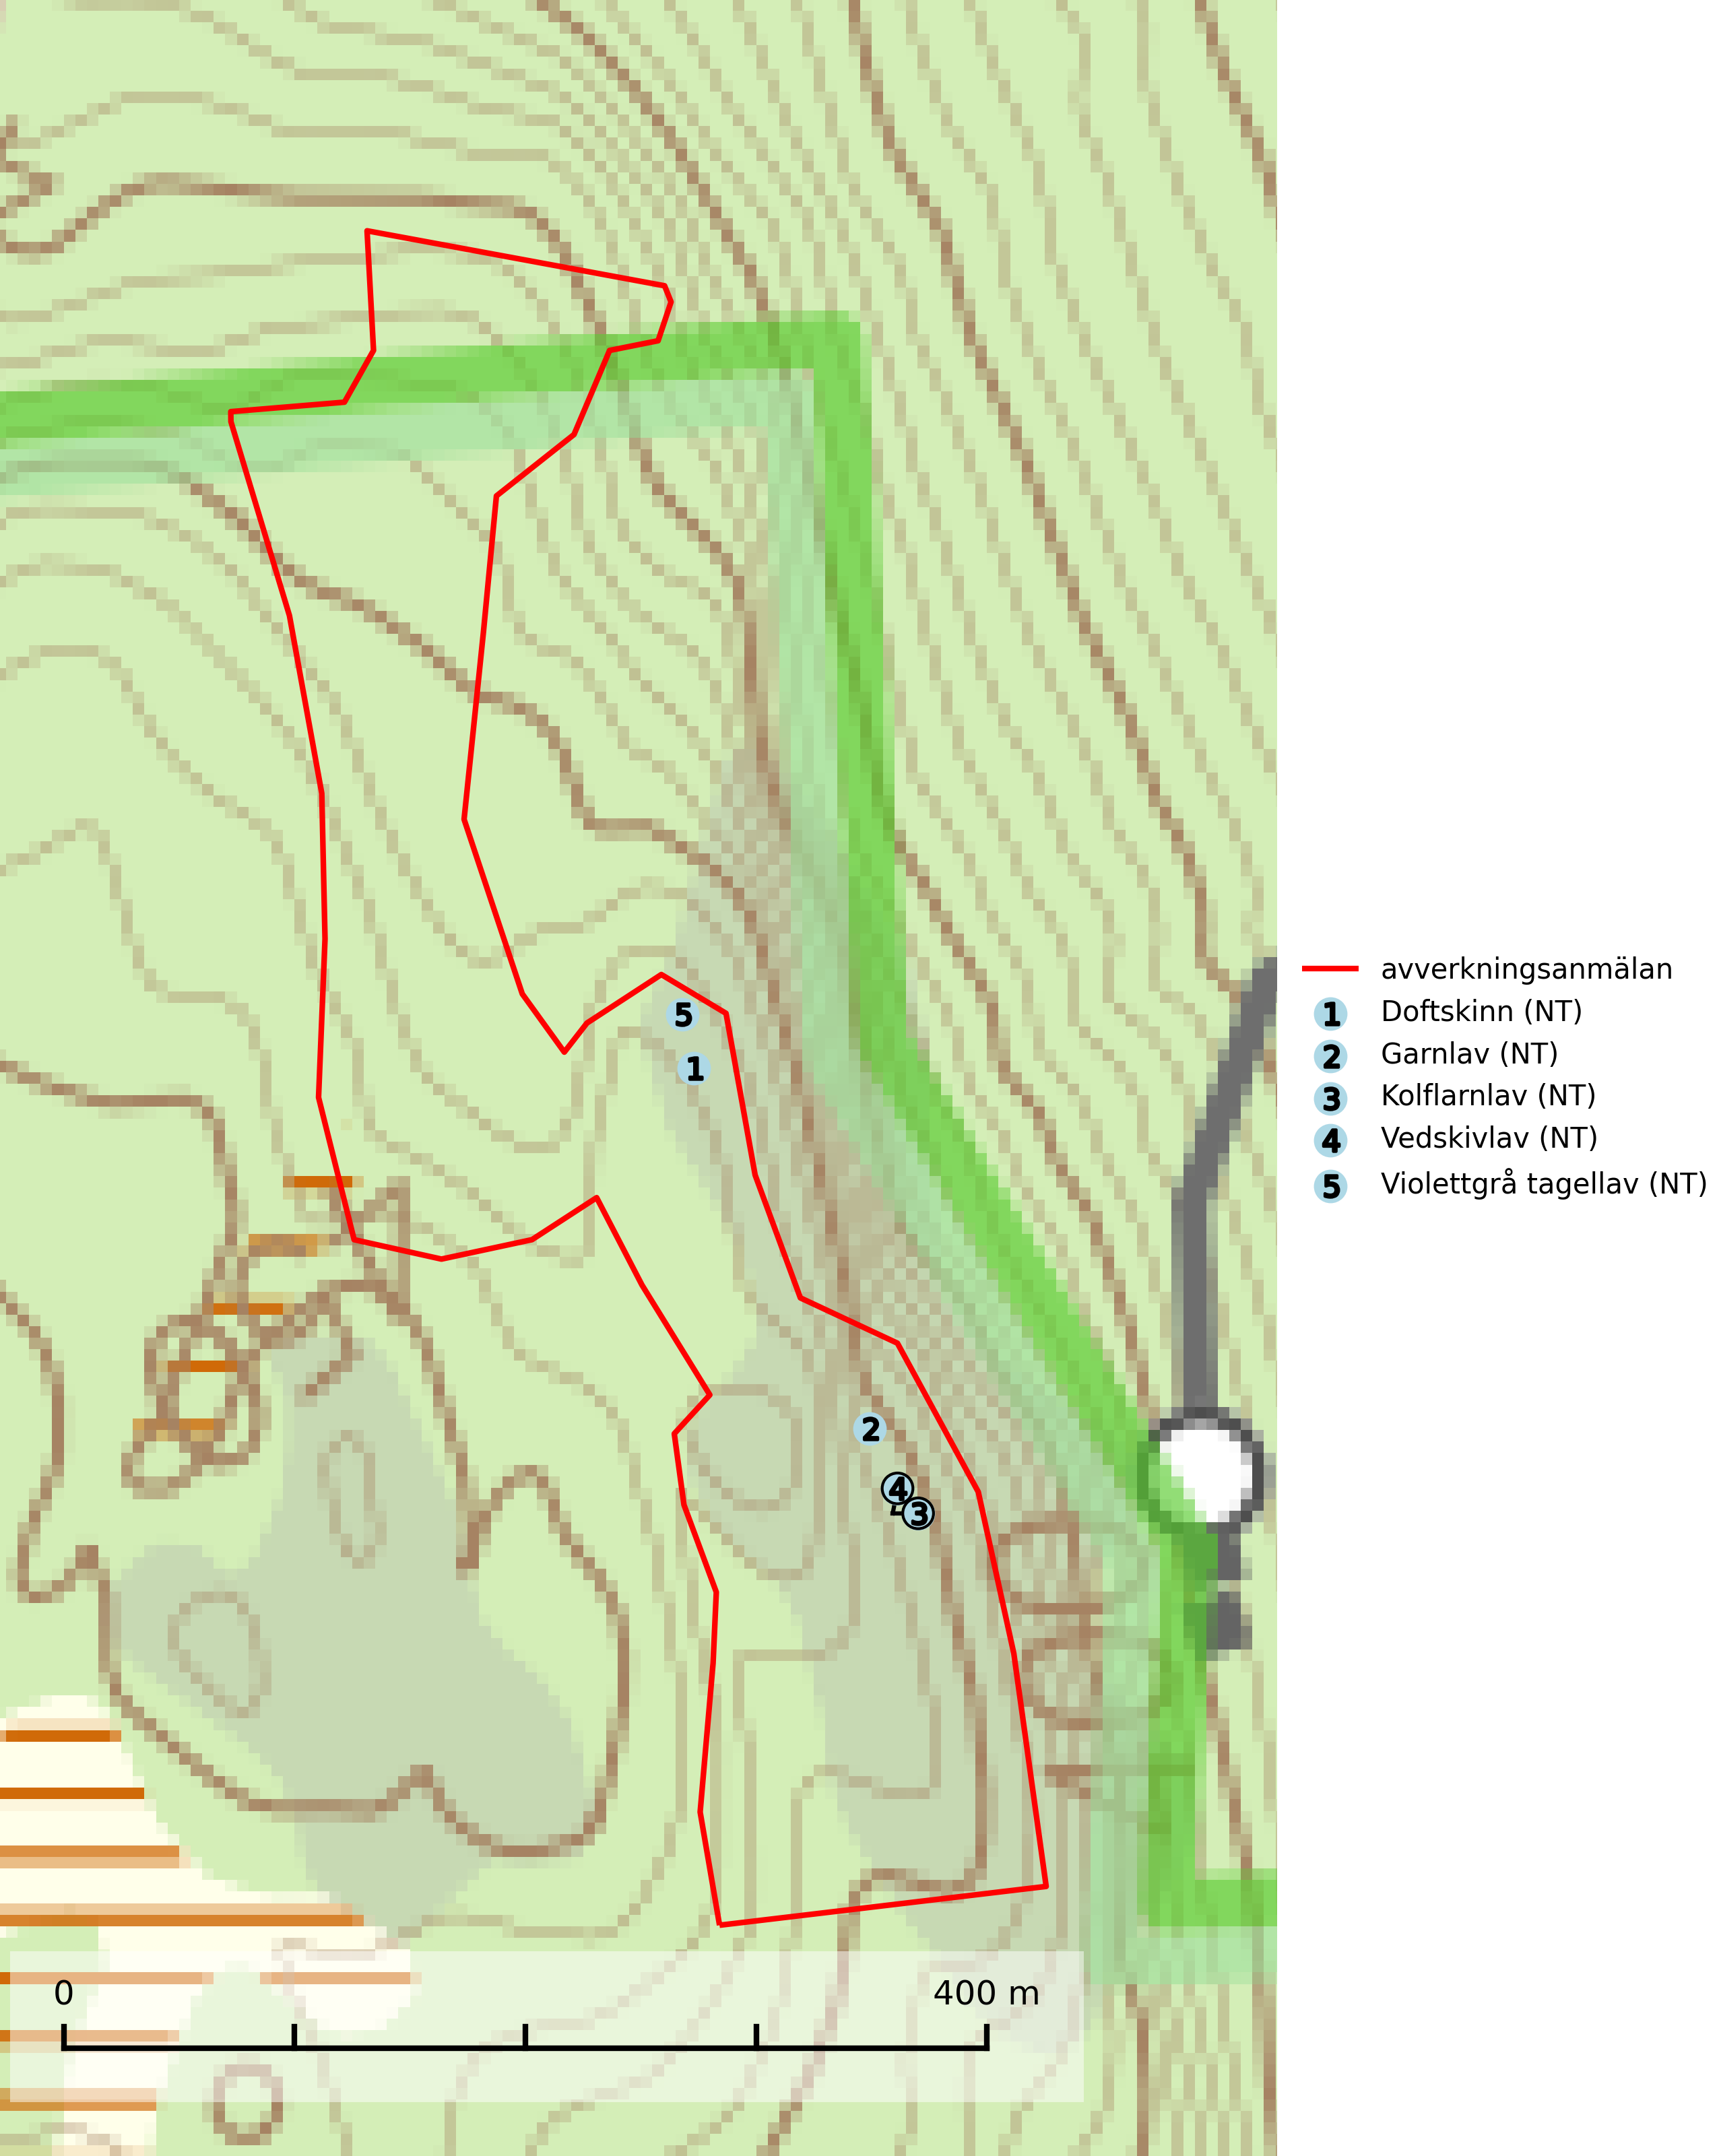 5
1
2
4
3
avverkningsanmälan
1 Doftskinn (NT)
2 Garnlav (NT)
3 Kolflarnlav (NT)
4 Vedskivlav (NT)
5 Violettgrå tagellav (NT)
0 400 m